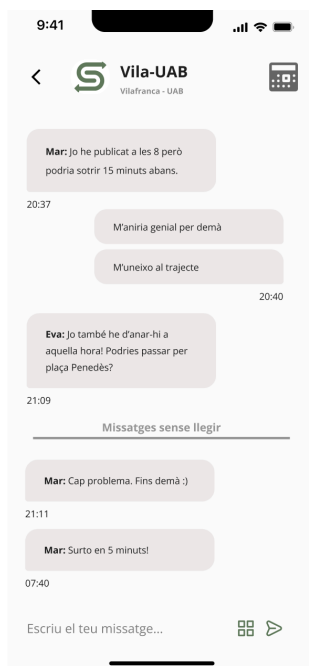 9:41
Vila-UAB
Vilafranca - UAB
Mar: Jo he publicat a les 8 però
podria sotrir 15 minuts abans.
20:37
M'aniria genial per demà
M'uneixo al trajecte
20:40
Eva: Jo també he d'anar-hi a
aquella hora! Podries passar per
plaça Penedès?
21:09
Missatges sense llegir
Mar: Cap problema. Fins demà :)
21:11
Mar: Surto en 5 minuts!
07:40
Escriu el teu missatge...